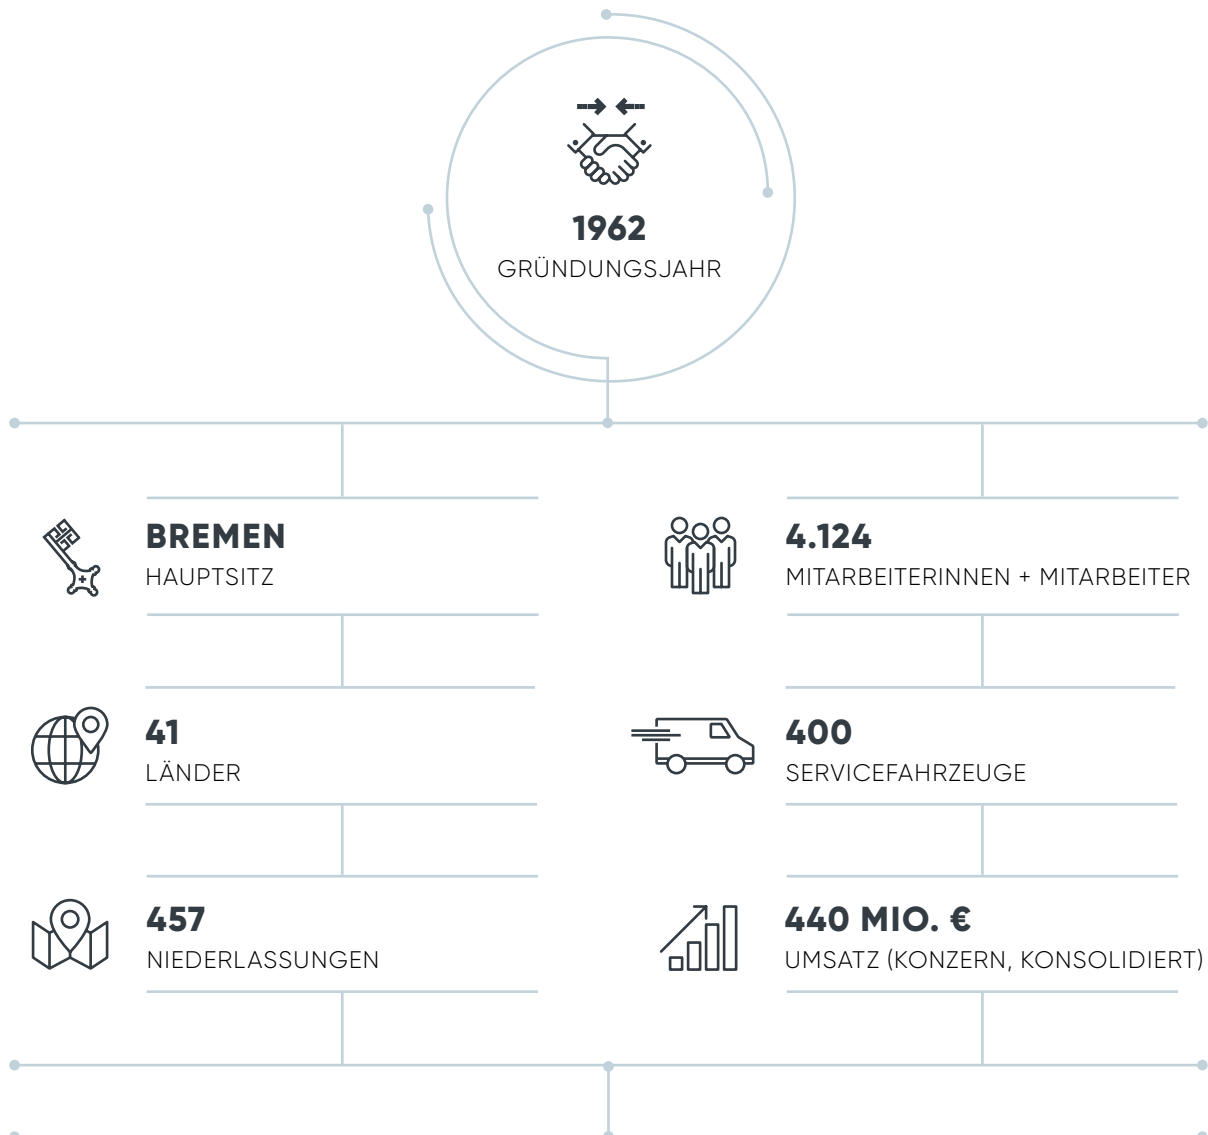 1962
GRÜNDUNGSJAHR
BREMEN
HAUPTSITZ
4.124
MITARBEITERINNEN + MITARBEITER
41
LÄNDER
400
SERVICEFAHRZEUGE
457
NIEDERLASSUNGEN
440 MIO. €
UMSATZ (KONZERN, KONSOLIDIERT)